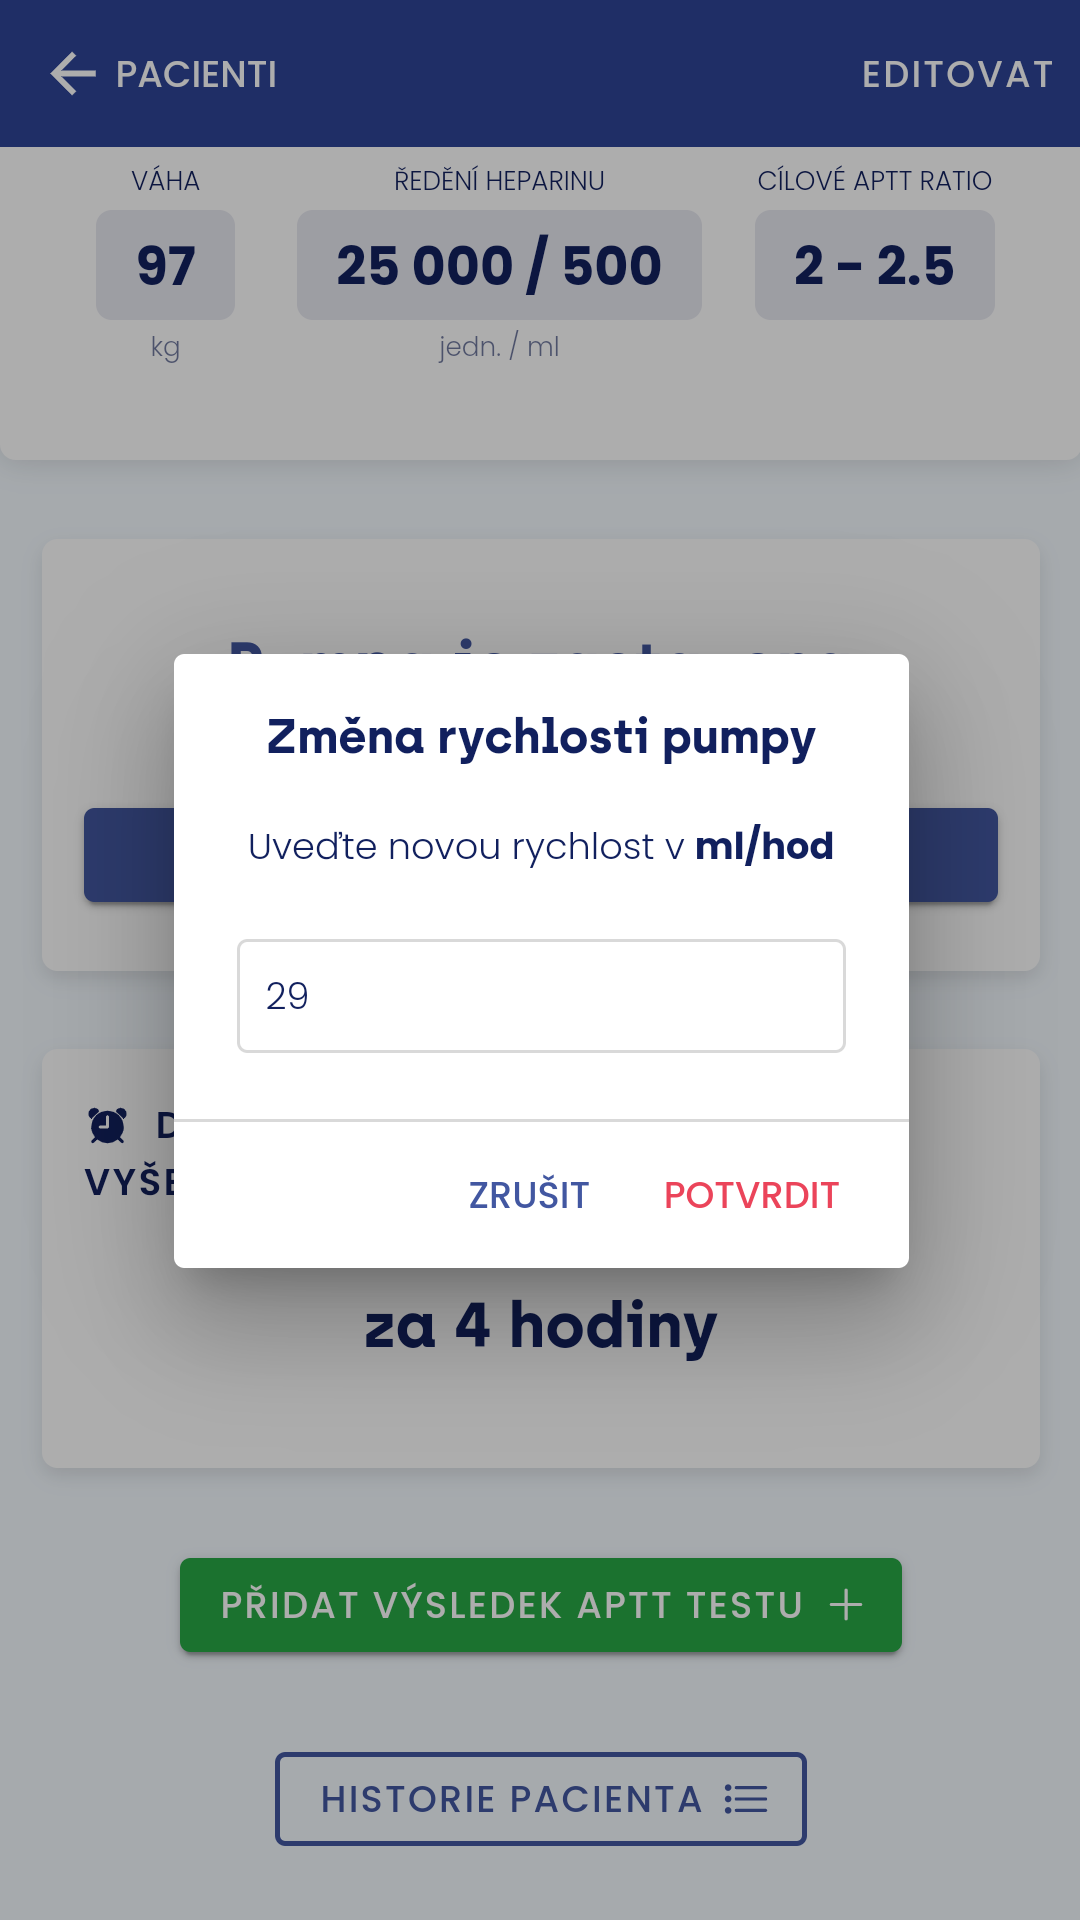 PACIENTI
EDITOVAT
VÁHA
ŘEDĚNÍ HEPARINU
CÍLOVÉ APTT RATIO
97
25 000 / 500
2 - 2.5
kg
jedn. / ml
Změna rychlosti pumpy
Uveďte novou rychlost v ml/hod
29
ZRUŠIT
POTVRDIT
za 4 hodiny
PŘIDAT VÝSLEDEK APTT TESTU
HISTORIE PACIENTA